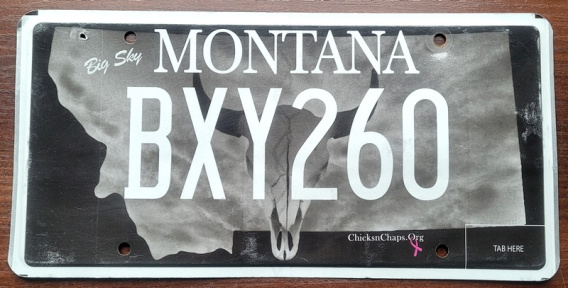 Big Sky MONTANA
BXY260
ChicksnChaps.Org
TAB HERE